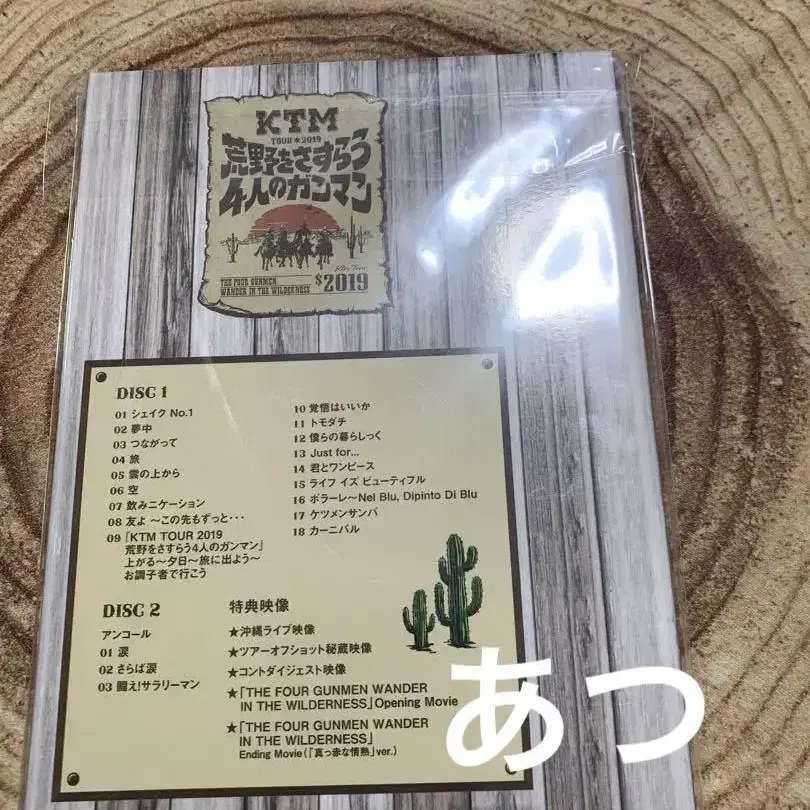 KTM
TOUR★2019
荒野をさすらう
4人のガンマン
THE FOUR GUNMEN
WANDER IN THE WILDERNESS
$2019
DISC 1
01 シェイク No.1
02 夢中
03 つながって
04 旅
05 雲の上から
06 空
07 飲みニケーション
08 友よ ～この先もずっと・・・
09 「KTM TOUR 2019
荒野をさすらう4人のガンマン」
上がる～夕日～旅に出よう～
お調子者で行こう
10 覚悟はいいか
11 トモダチ
12 僕らの暮らしっく
13 Just for...
14 君とワンピース
15 ライフ イズ ビューティフル
16 ボラーレ～Nel Blu, Dipinto Di Blu
17 ケツメンサンバ
18 カーニバル
DISC 2
アンコール
01 涙
02 さらば涙
03 闘え!サラリーマン
特典映像
★沖縄ライブ映像
★ツアーオフショット秘蔵映像
★コントダイジェスト映像
★「THE FOUR GUNMEN WANDER
IN THE WILDERNESS」Opening Movie
★「THE FOUR GUNMEN WANDER
IN THE WILDERNESS」
Ending Movie(「真っ赤な情熱」ver.)
あつ